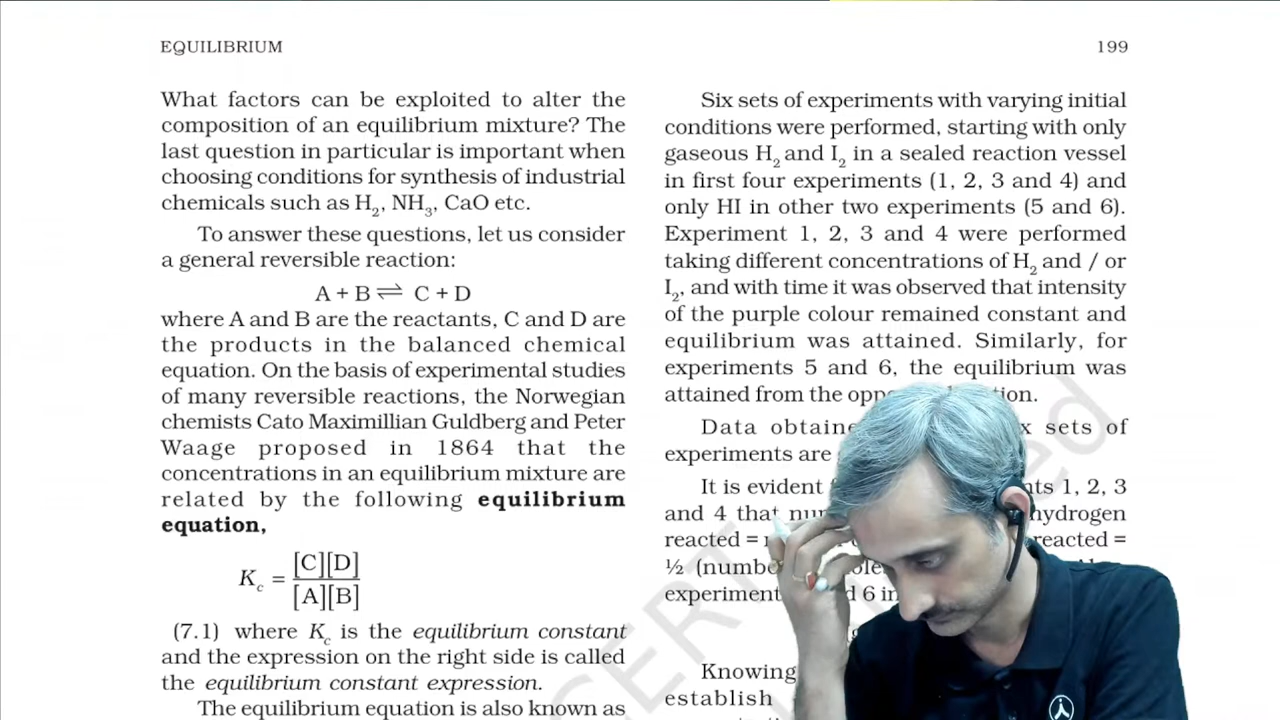 EQUILIBRIUM
199
What factors can be exploited to alter the
composition of an equilibrium mixture? The
last question in particular is important when
choosing conditions for synthesis of industrial
chemicals such as H₂, NH₃, CaO etc.
To answer these questions, let us consider
a general reversible reaction:
A + B ⇌ C + D
where A and B are the reactants, C and D are
the products in the balanced chemical
equation. On the basis of experimental studies
of many reversible reactions, the Norwegian
chemists Cato Maximillian Guldberg and Peter
Waage proposed in 1864 that the
concentrations in an equilibrium mixture are
related by the following equilibrium
equation,
K_c = [C][D] / [A][B]
(7.1) where K_c is the equilibrium constant
and the expression on the right side is called
the equilibrium constant expression.
The equilibrium equation is also known as
Six sets of experiments with varying initial
conditions were performed, starting with only
gaseous H₂ and I₂ in a sealed reaction vessel
in first four experiments (1, 2, 3 and 4) and
only HI in other two experiments (5 and 6).
Experiment 1, 2, 3 and 4 were performed
taking different concentrations of H₂ and / or
I₂, and with time it was observed that intensity
of the purple colour remained constant and
equilibrium was attained. Similarly, for
experiments 5 and 6, the equilibrium was
attained from the
Data sets of
experiments are
It is evident 1, 2, 3
and 4 that hydrogen
reacted = reacted =
½
experiment 6
Knowing
establish